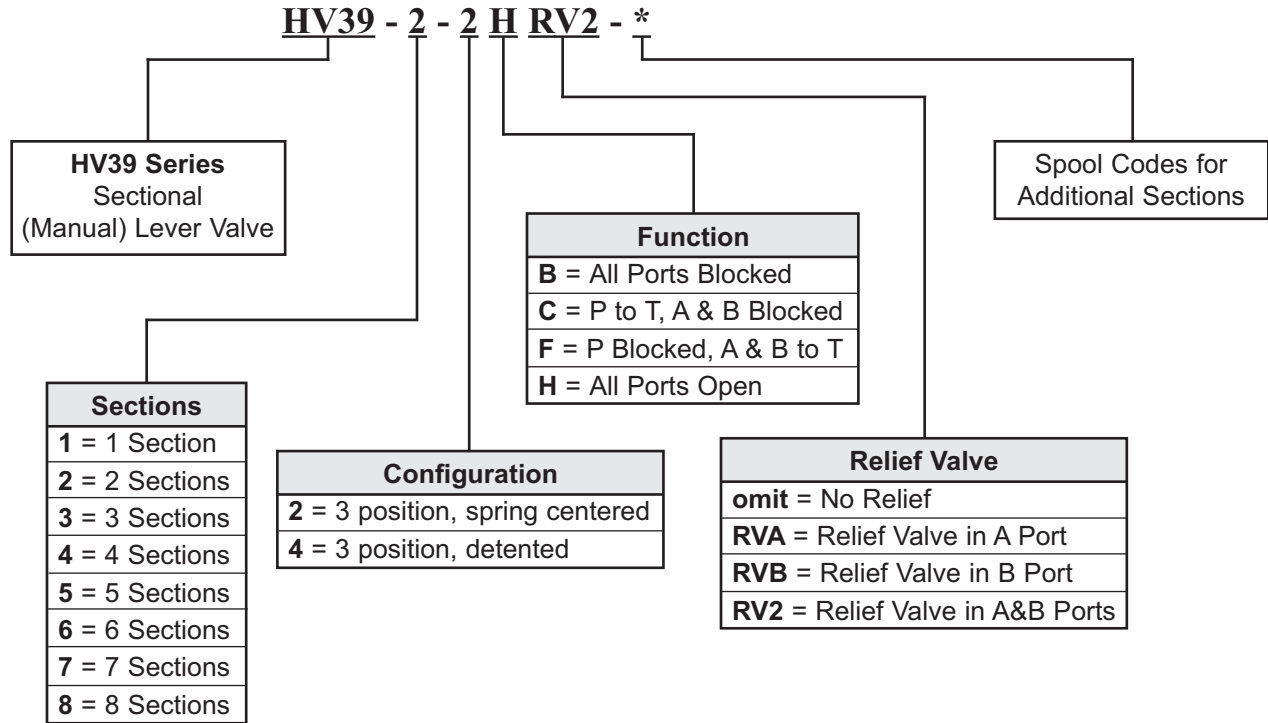 HV39 - 2 - 2 H RV2 - *
HV39 Series
Sectional
(Manual) Lever Valve
Spool Codes for
Additional Sections
Function
B = All Ports Blocked
C = P to T, A & B Blocked
F = P Blocked, A & B to T
H = All Ports Open
Sections
1 = 1 Section
2 = 2 Sections
3 = 3 Sections
4 = 4 Sections
5 = 5 Sections
6 = 6 Sections
7 = 7 Sections
8 = 8 Sections
Configuration
2 = 3 position, spring centered
4 = 3 position, detented
Relief Valve
omit = No Relief
RVA = Relief Valve in A Port
RVB = Relief Valve in B Port
RV2 = Relief Valve in A&B Ports